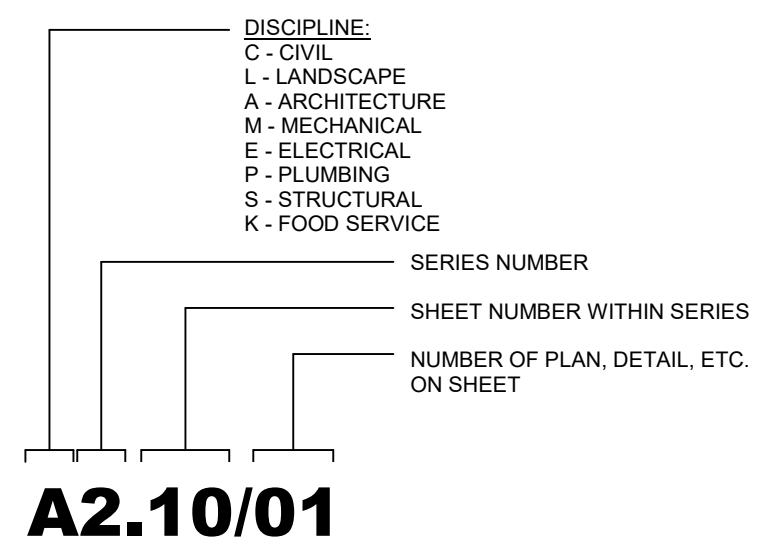 DISCIPLINE:
C - CIVIL
L - LANDSCAPE
A - ARCHITECTURE
M - MECHANICAL
E - ELECTRICAL
P - PLUMBING
S - STRUCTURAL
K - FOOD SERVICE
SERIES NUMBER
SHEET NUMBER WITHIN SERIES
NUMBER OF PLAN, DETAIL, ETC.
ON SHEET
A2.10/01